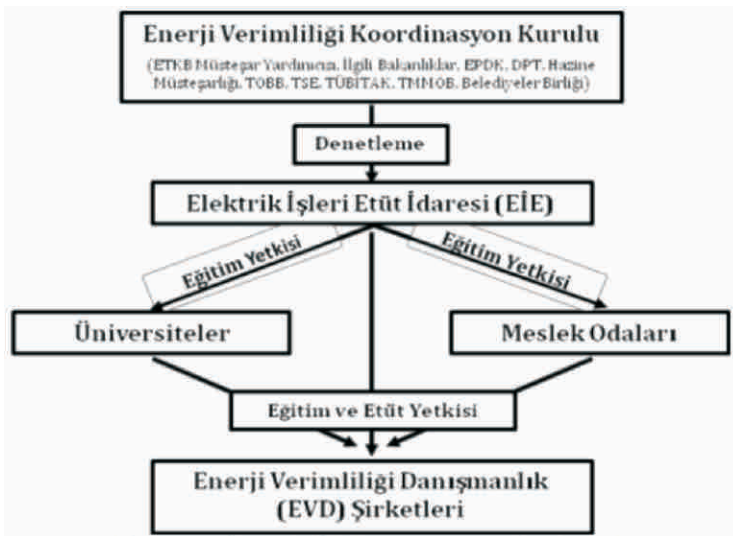 Enerji Verimliliği Koordinasyon Kurulu
(ETKB Müsteşar Yardımcısı, İlgili Bakanlıklar, EPDK, DPT, Hazine
Müsteşarlığı, TOBB, TSE, TÜBİTAK, TMMOB, Belediyeler Birliği)
Denetleme
Elektrik İşleri Etüt İdaresi (EİE)
Eğitim Yetkisi
Eğitim Yetkisi
Üniversiteler
Meslek Odaları
Eğitim ve Etüt Yetkisi
Enerji Verimliliği Danışmanlık
(EVD) Şirketleri